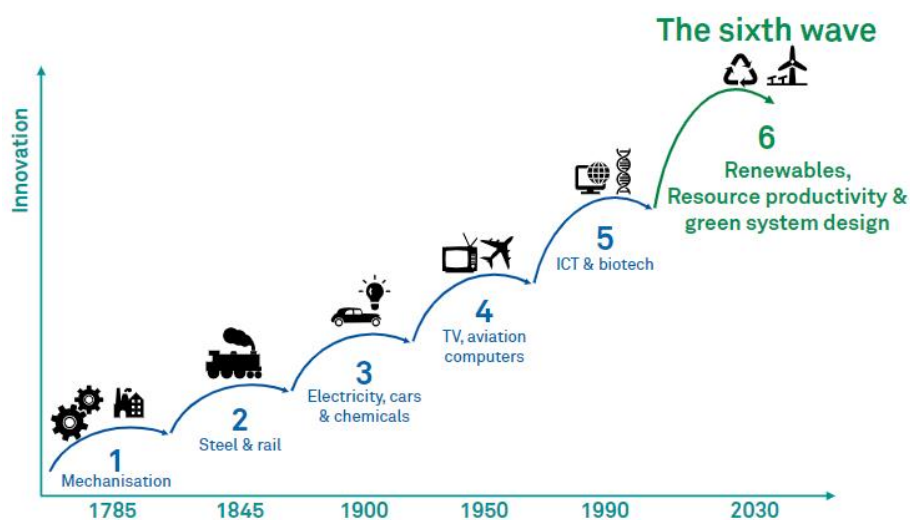 The sixth wave
Innovation
6
Renewables,
Resource productivity &
green system design
5
ICT & biotech
4
TV, aviation
computers
3
Electricity, cars
& chemicals
2
Steel & rail
1
Mechanisation
1785
1845
1900
1950
1990
2030